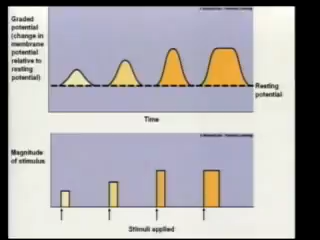 Graded
potential
(change in
membrane
potential
relative to
resting
potential)
Resting
potential
Time
Magnitude
of stimulus
Stimuli applied